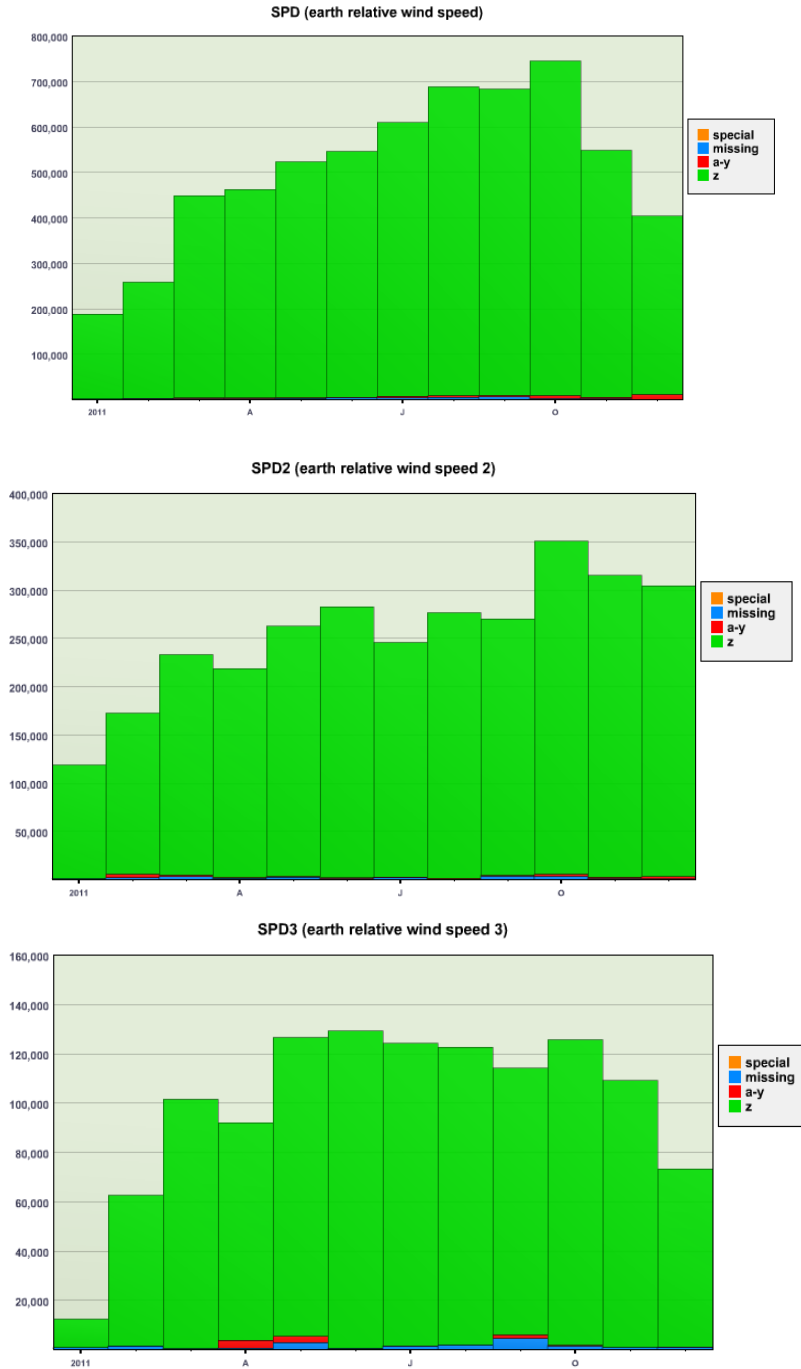 SPD (earth relative wind speed)
800,000
700,000
600,000
500,000
400,000
300,000
200,000
100,000
2011 A J O
special
missing
a-y
z
SPD2 (earth relative wind speed 2)
400,000
350,000
300,000
250,000
200,000
150,000
100,000
50,000
2011 A J O
special
missing
a-y
z
SPD3 (earth relative wind speed 3)
160,000
140,000
120,000
100,000
80,000
60,000
40,000
20,000
2011 A J O
special
missing
a-y
z